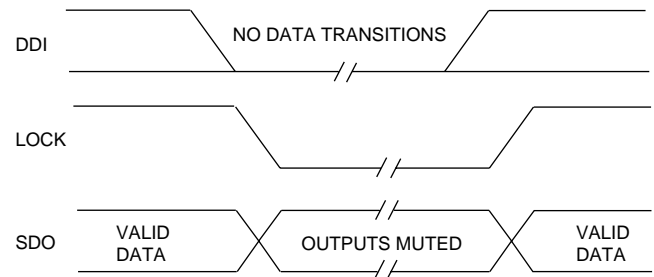 DDI
NO DATA TRANSITIONS
LOCK
SDO
VALID
DATA
OUTPUTS MUTED
VALID
DATA